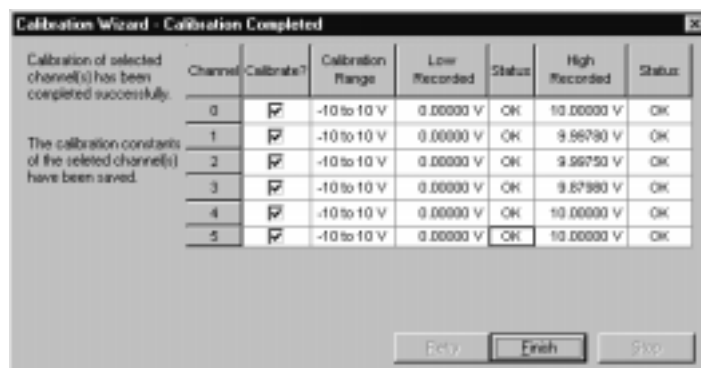 Calibration Wizard - Calibration Completed
Calibration of selected
channel(s) has been
completed successfully.
The calibration constants
of the seleted channel(s)
have been saved.
Channel Calibrate? Calibration Range Low Recorded Status High Recorded Status
0 -10 to 10 V 0.00000 V OK 10.00000 V OK
1 -10 to 10 V 0.00000 V OK 9.99780 V OK
2 -10 to 10 V 0.00000 V OK 9.99750 V OK
3 -10 to 10 V 0.00000 V OK 9.87980 V OK
4 -10 to 10 V 0.00000 V OK 10.00000 V OK
5 -10 to 10 V 0.00000 V OK 10.00000 V OK
Retry Finish Stop